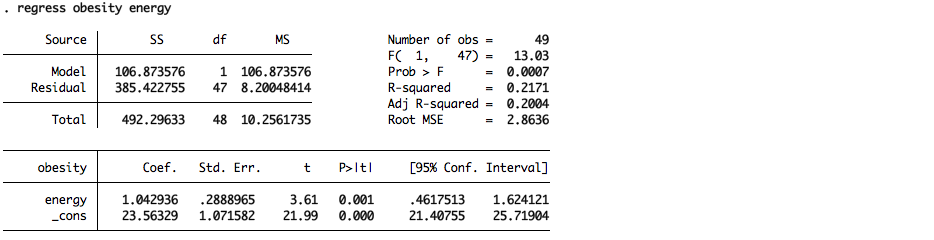 . regress obesity energy
Source | SS df MS Number of obs = 49
F( 1, 47) = 13.03
Model | 106.873576 1 106.873576 Prob > F = 0.0007
Residual | 385.422755 47 8.20048414 R-squared = 0.2171
Adj R-squared = 0.2004
Total | 492.29633 48 10.2561735 Root MSE = 2.8636
obesity | Coef. Std. Err. t P>|t| [95% Conf. Interval]
energy | 1.042936 .2888965 3.61 0.001 .4617513 1.624121
_cons | 23.56329 1.071582 21.99 0.000 21.40755 25.71904